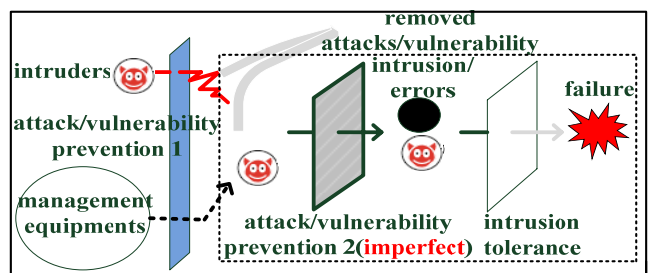 removed
attacks/vulnerability
intruders
intrusion/
errors
failure
attack/vulnerability
prevention 1
management
equipments
attack/vulnerability
prevention 2(imperfect)
intrusion
tolerance